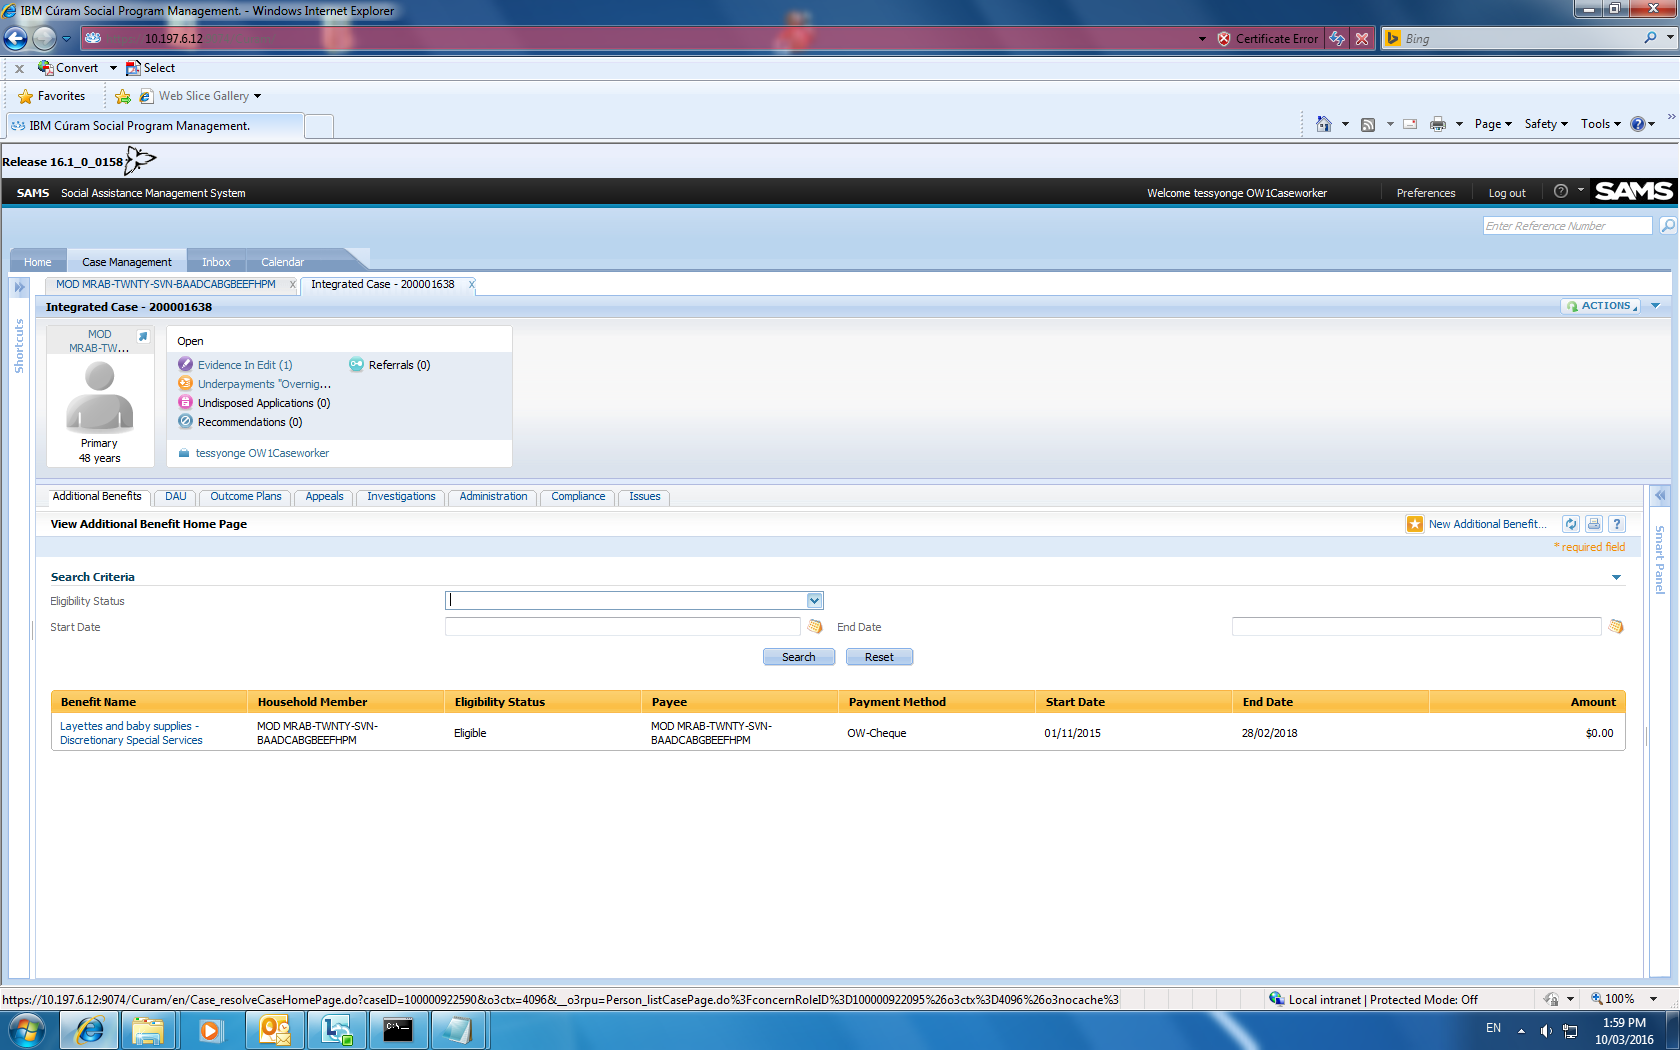 IBM Cúram Social Program Management. - Windows Internet Explorer
10.197.6.12
Certificate Error
Bing
x Convert Select
Favorites Web Slice Gallery
IBM Cúram Social Program Management.
Page Safety Tools
Release 16.1_0_0158
SAMS Social Assistance Management System
Welcome tessyonge OW1Caseworker Preferences Log out SAMS
Enter Reference Number
Home Case Management Inbox Calendar
MOD MRAB-TWNTY-SVN-BAADCABGBEEFHPM x Integrated Case - 200001638 x
Integrated Case - 200001638
ACTIONS
Shortcuts
MOD
MRAB-TW...
Primary
48 years
Open
Evidence In Edit (1) Referrals (0)
Underpayments "Overnig...
Undisposed Applications (0)
Recommendations (0)
tessyonge OW1Caseworker
Additional Benefits DAU Outcome Plans Appeals Investigations Administration Compliance Issues
View Additional Benefit Home Page
New Additional Benefit...
* required field
Smart Panel
Search Criteria
Eligibility Status
Start Date End Date
Search Reset
Benefit Name Household Member Eligibility Status Payee Payment Method Start Date End Date Amount
Layettes and baby supplies - MOD MRAB-TWNTY-SVN- MOD MRAB-TWNTY-SVN-
Discretionary Special Services BAADCABGBEEFHPM Eligible BAADCABGBEEFHPM OW-Cheque 01/11/2015 28/02/2018 $0.00
https://10.197.6.12:9074/Curam/en/Case_resolveCaseHomePage.do?caseID=100000922590&o3ctx=4096&__o3rpu=Person_listCasePage.do%3FconcernRoleID%3D100000922095%26o3ctx%3D4096%26o3nocache%3
Local intranet | Protected Mode: Off
100%
EN
1:59 PM
10/03/2016